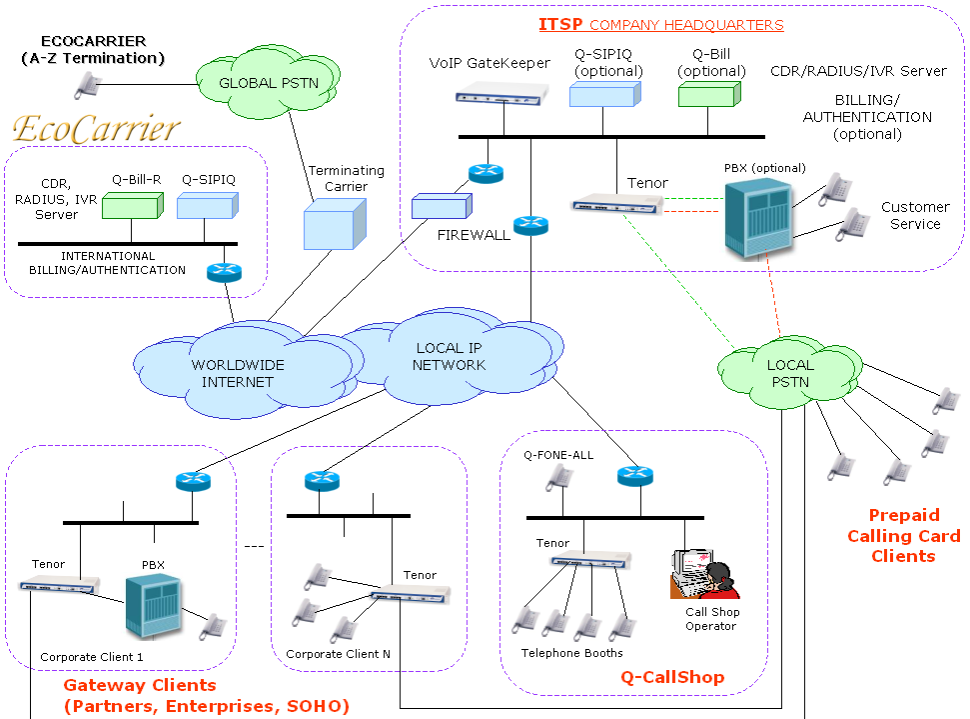 ITSP COMPANY HEADQUARTERS
ECOCARRIER
(A-Z Termination)
GLOBAL PSTN
EcoCarrier
VoIP GateKeeper
Q-SIPIQ
(optional)
Q-Bill
(optional)
CDR/RADIUS/IVR Server
BILLING/
AUTHENTICATION
(optional)
CDR,
RADIUS, IVR
Server
Q-Bill-R
Q-SIPIQ
INTERNATIONAL
BILLING/AUTHENTICATION
Terminating
Carrier
FIREWALL
Tenor
PBX (optional)
Customer
Service
WORLDWIDE
INTERNET
LOCAL IP
NETWORK
LOCAL
PSTN
Tenor
PBX
Corporate Client 1
---
Tenor
Corporate Client N
Q-FONE-ALL
Tenor
Telephone Booths
Call Shop
Operator
Q-CallShop
Prepaid
Calling Card
Clients
Gateway Clients
(Partners, Enterprises, SOHO)